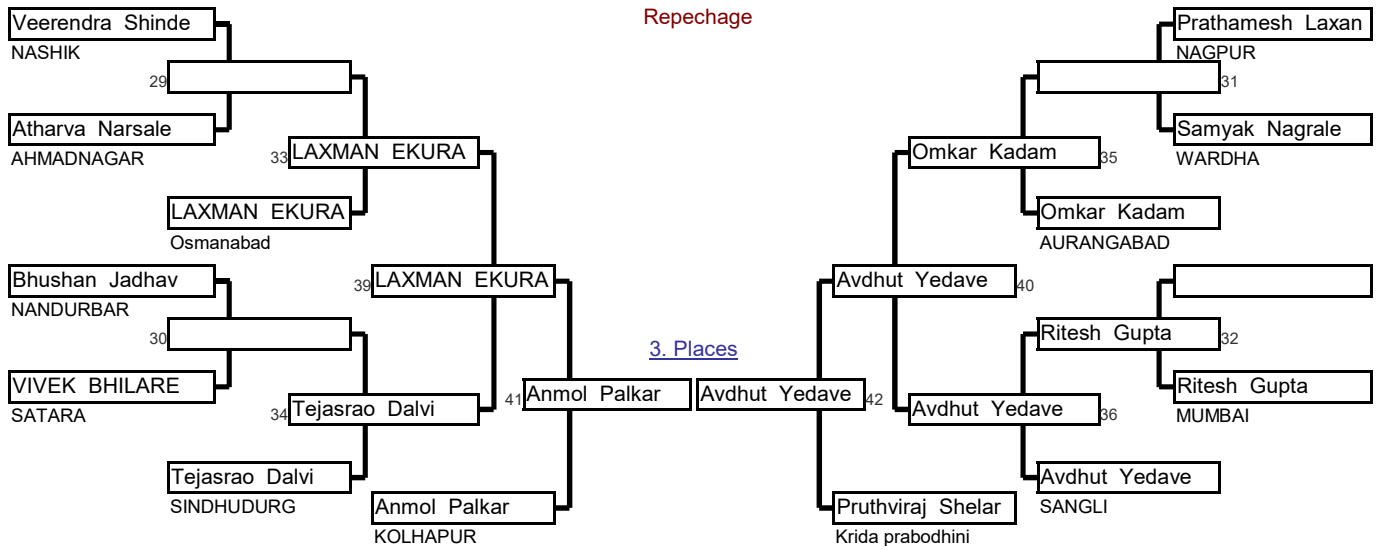 Repechage
Veerendra Shinde
NASHIK
29
Atharva Narsale
AHMADNAGAR
33 LAXMAN EKURA
LAXMAN EKURA
Osmanabad
Bhushan Jadhav
NANDURBAR
39 LAXMAN EKURA
30
VIVEK BHILARE
SATARA
34 Tejasrao Dalvi
Tejasrao Dalvi
SINDHUDURG
41 Anmol Palkar
Anmol Palkar
KOLHAPUR
3. Places
Prathamesh Laxan
NAGPUR
31
Samyak Nagrale
WARDHA
Omkar Kadam 35
Omkar Kadam
AURANGABAD
Avdhut Yedave 40
Ritesh Gupta 32
Ritesh Gupta
MUMBAI
Avdhut Yedave 42
Avdhut Yedave 36
Avdhut Yedave
SANGLI
Pruthviraj Shelar
Krida prabodhini